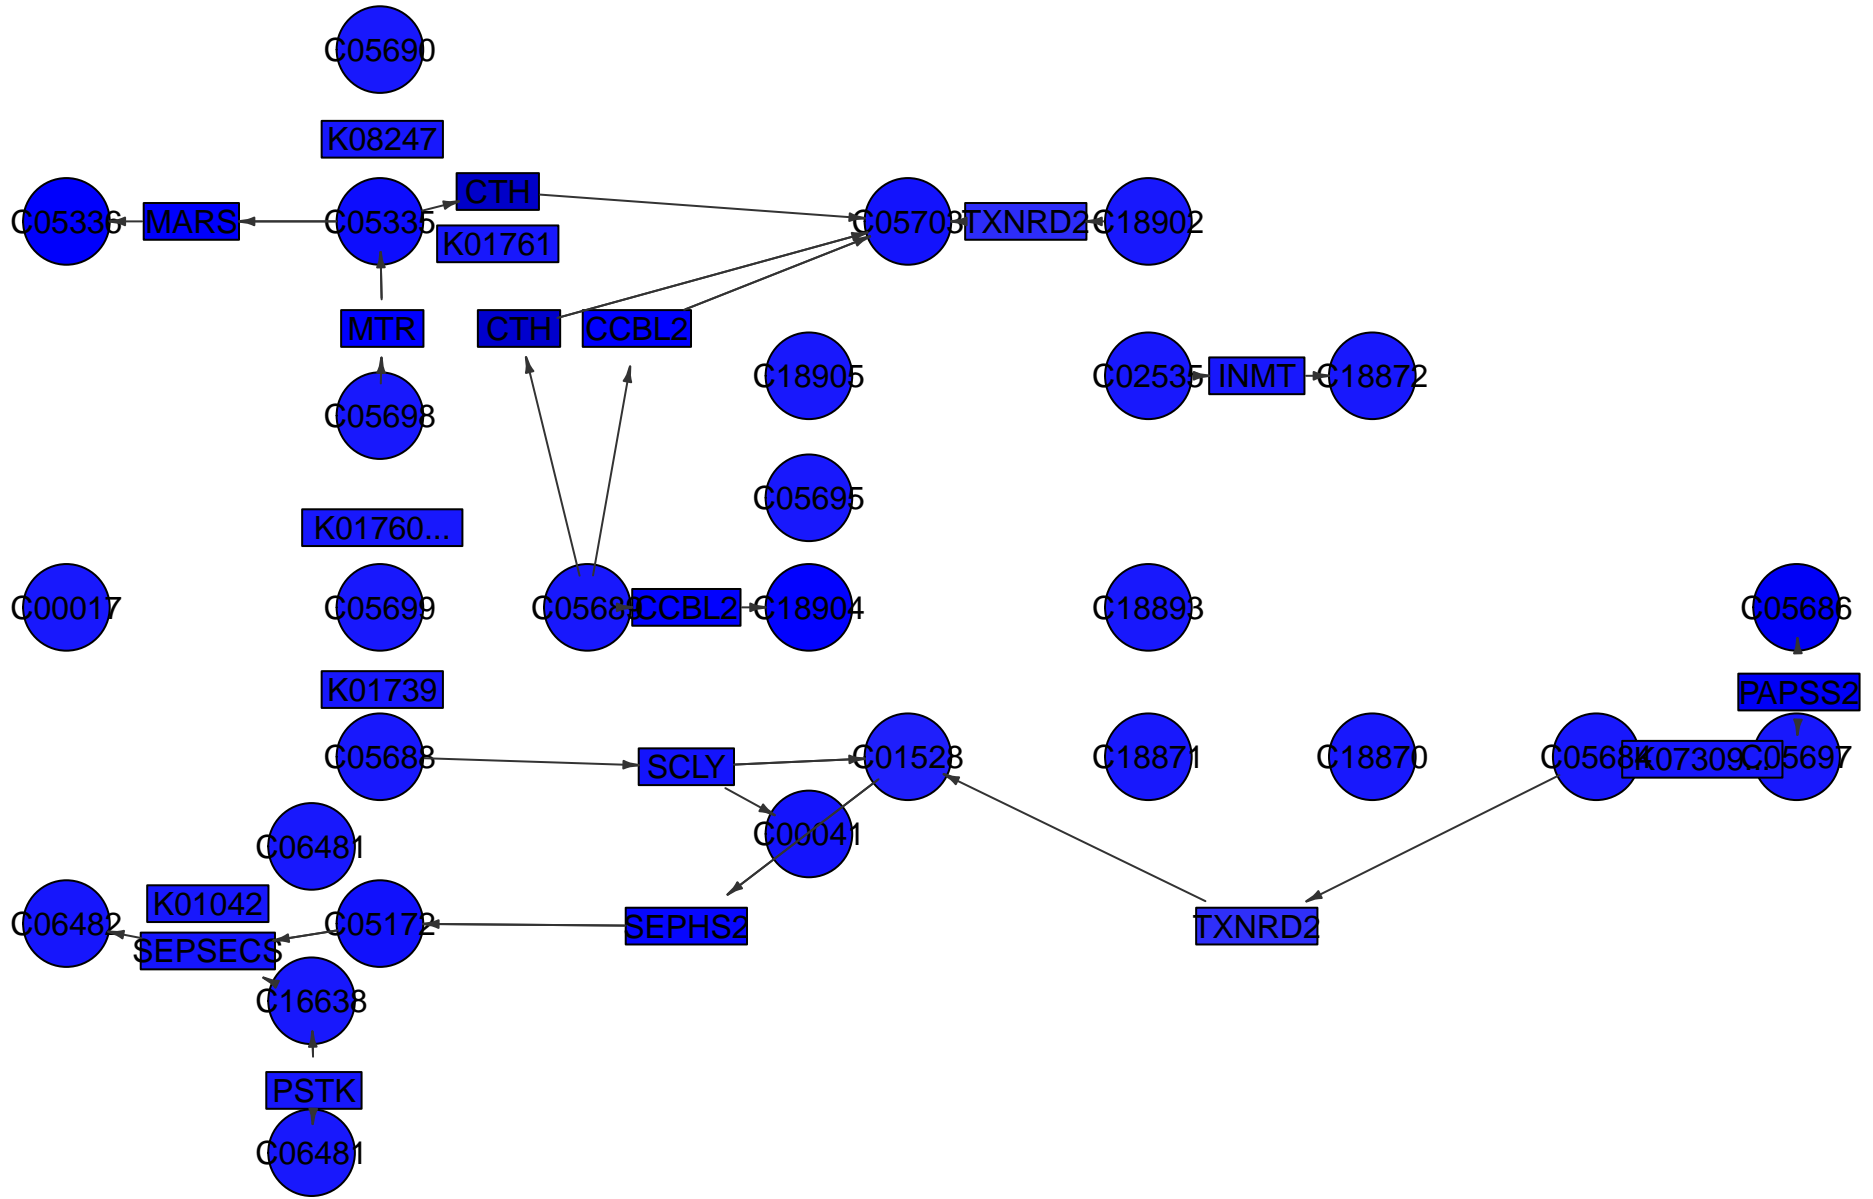 C05690
K08247
CTH
C05336
MARS
C05335
C05703
TXNRD2
C18902
K01761
MTR
CTH
CCBL2
C18905
C02535
INMT
C18872
C05698
C05695
K01760...
C00017
C05699
C05689
CCBL2
C18904
C18893
C05686
K01739
PAPSS2
C05688
SCLY
C01528
C18871
C18870
C05684
K07309...
C05697
C00041
C06481
K01042
C06482
C05172
SEPHS2
TXNRD2
SEPSECS
C16638
PSTK
C06481